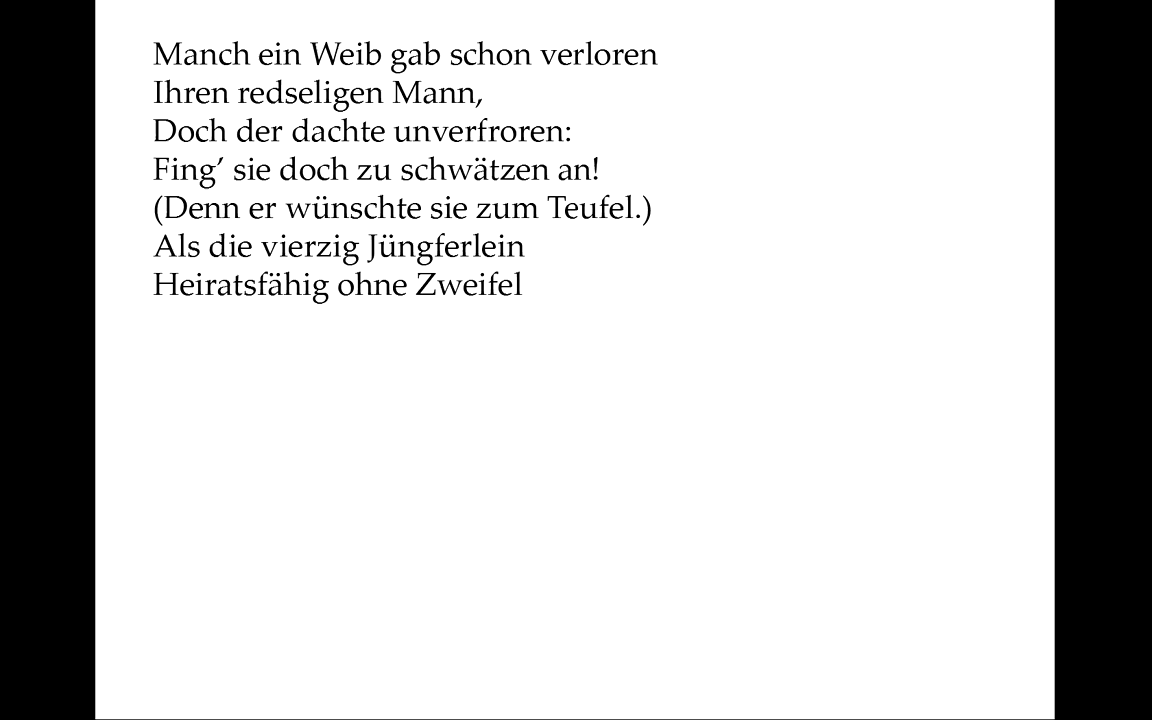 Manch ein Weib gab schon verloren
Ihren redseligen Mann,
Doch der dachte unverfroren:
Fing’ sie doch zu schwätzen an!
(Denn er wünschte sie zum Teufel.)
Als die vierzig Jüngferlein
Heiratsfähig ohne Zweifel